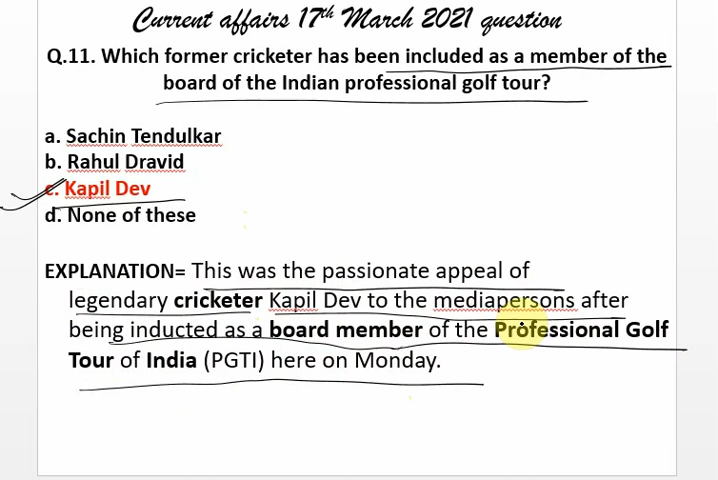 Current affairs 17th March 2021 question
Q.11. Which former cricketer has been included as a member of the
board of the Indian professional golf tour?
a. Sachin Tendulkar
b. Rahul Dravid
c. Kapil Dev
d. None of these
EXPLANATION= This was the passionate appeal of
legendary cricketer Kapil Dev to the mediapersons after
being inducted as a board member of the Professional Golf
Tour of India (PGTI) here on Monday.